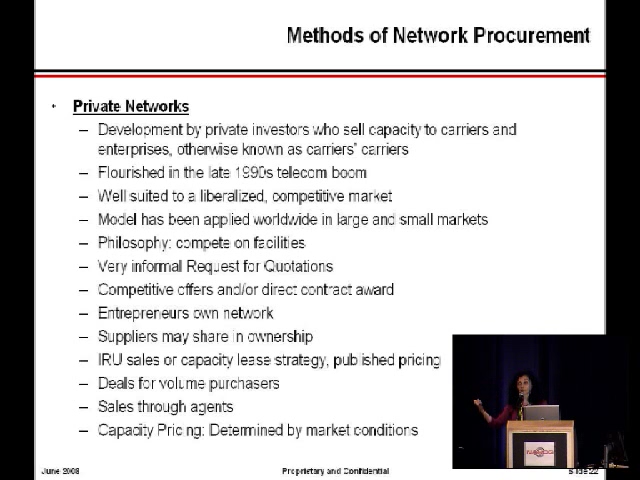 Methods of Network Procurement
• Private Networks
– Development by private investors who sell capacity to carriers and
enterprises, otherwise known as carriers' carriers
– Flourished in the late 1990s telecom boom
– Well suited to a liberalized, competitive market
– Model has been applied worldwide in large and small markets
– Philosophy: compete on facilities
– Very informal Request for Quotations
– Competitive offers and/or direct contract award
– Entrepreneurs own network
– Suppliers may share in ownership
– IRU sales or capacity lease strategy, published pricing
– Deals for volume purchasers
– Sales through agents
– Capacity Pricing: Determined by market conditions
NANOG
June 2008 Proprietary and Confidential Slide 22